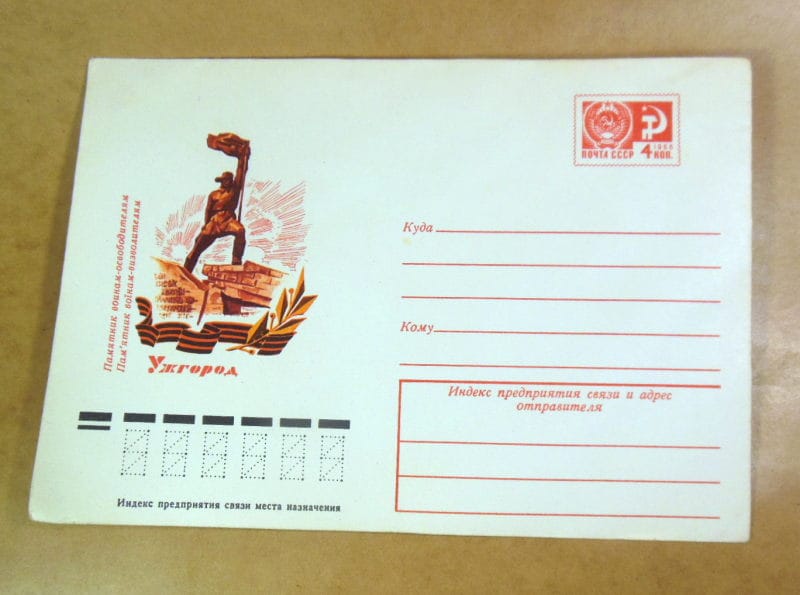 Памятник воинам-освободителям
Пам'ятник воїнам-визволителям
Ужгород
ПОЧТА СССР
1966
4 КОП.
Куда
Кому
Индекс предприятия связи и адрес
отправителя
Индекс предприятия связи места назначения